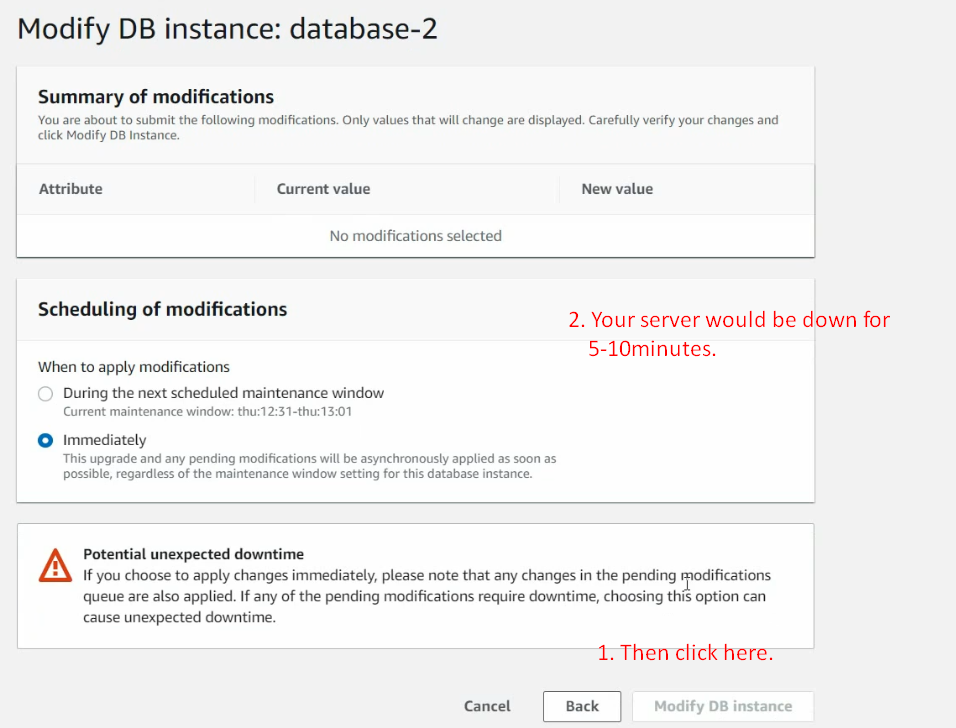 Modify DB instance: database-2
Summary of modifications
You are about to submit the following modifications. Only values that will change are displayed. Carefully verify your changes and
click Modify DB Instance.
Attribute Current value New value
No modifications selected
Scheduling of modifications
2. Your server would be down for
5-10minutes.
When to apply modifications
During the next scheduled maintenance window
Current maintenance window: thu:12:31-thu:13:01
Immediately
This upgrade and any pending modifications will be asynchronously applied as soon as
possible, regardless of the maintenance window setting for this database instance.
Potential unexpected downtime
If you choose to apply changes immediately, please note that any changes in the pending modifications
queue are also applied. If any of the pending modifications require downtime, choosing this option can
cause unexpected downtime.
1. Then click here.
Cancel Back Modify DB instance